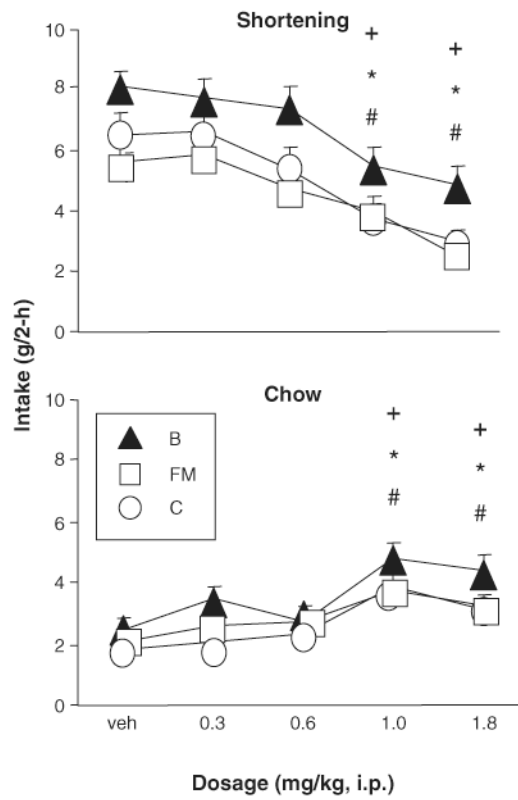 Shortening
10
8
6
4
2
0
+ +
* *
# #
Intake (g/2-h)
Chow
10
8
6
4
2
0
B
FM
C
+ +
* *
# #
veh 0.3 0.6 1.0 1.8
Dosage (mg/kg, i.p.)